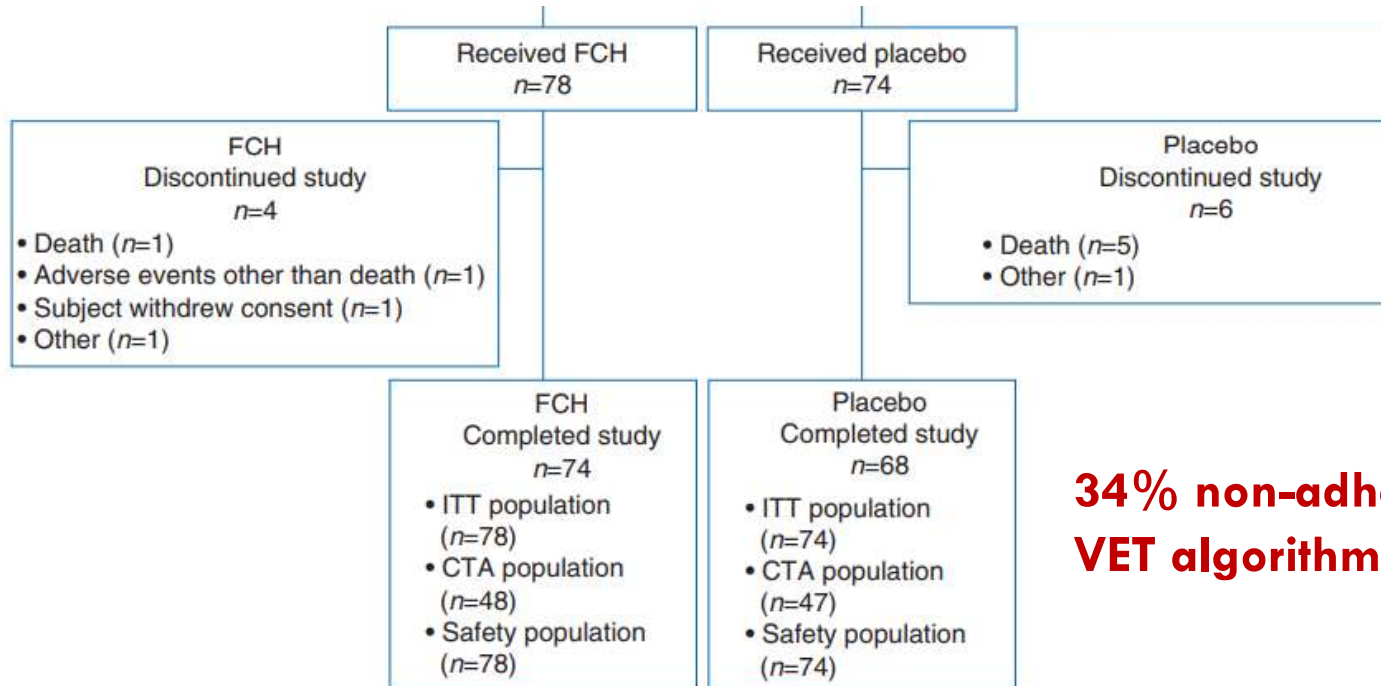 Received FCH
n=78
Received placebo
n=74
FCH
Discontinued study
n=4
• Death (n=1)
• Adverse events other than death (n=1)
• Subject withdrew consent (n=1)
• Other (n=1)
Placebo
Discontinued study
n=6
• Death (n=5)
• Other (n=1)
FCH
Completed study
n=74
• ITT population
(n=78)
• CTA population
(n=48)
• Safety population
(n=78)
Placebo
Completed study
n=68
• ITT population
(n=74)
• CTA population
(n=47)
• Safety population
(n=74)
34% non-adh
VET algorithm